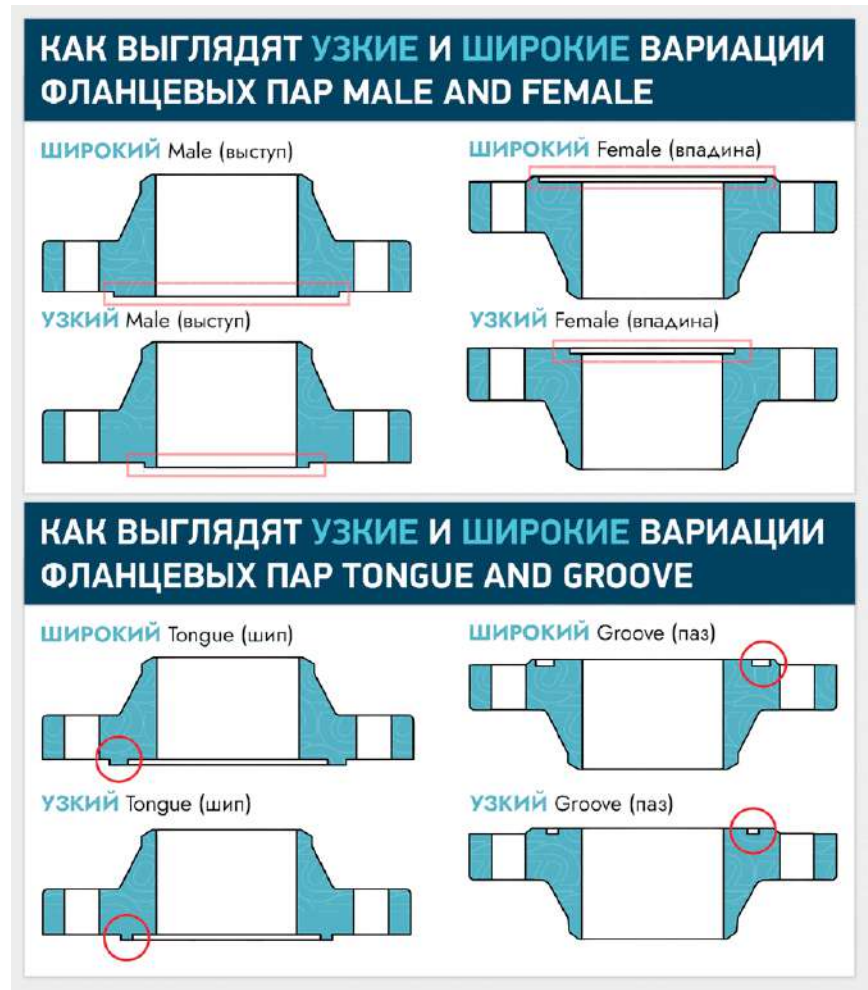 КАК ВЫГЛЯДЯТ УЗКИЕ И ШИРОКИЕ ВАРИАЦИИ
ФЛАНЦЕВЫХ ПАР MALE AND FEMALE
ШИРОКИЙ Male (выступ)
ШИРОКИЙ Female (впадина)
УЗКИЙ Male (выступ)
УЗКИЙ Female (впадина)
КАК ВЫГЛЯДЯТ УЗКИЕ И ШИРОКИЕ ВАРИАЦИИ
ФЛАНЦЕВЫХ ПАР TONGUE AND GROOVE
ШИРОКИЙ Tongue (шип)
ШИРОКИЙ Groove (паз)
УЗКИЙ Tongue (шип)
УЗКИЙ Groove (паз)